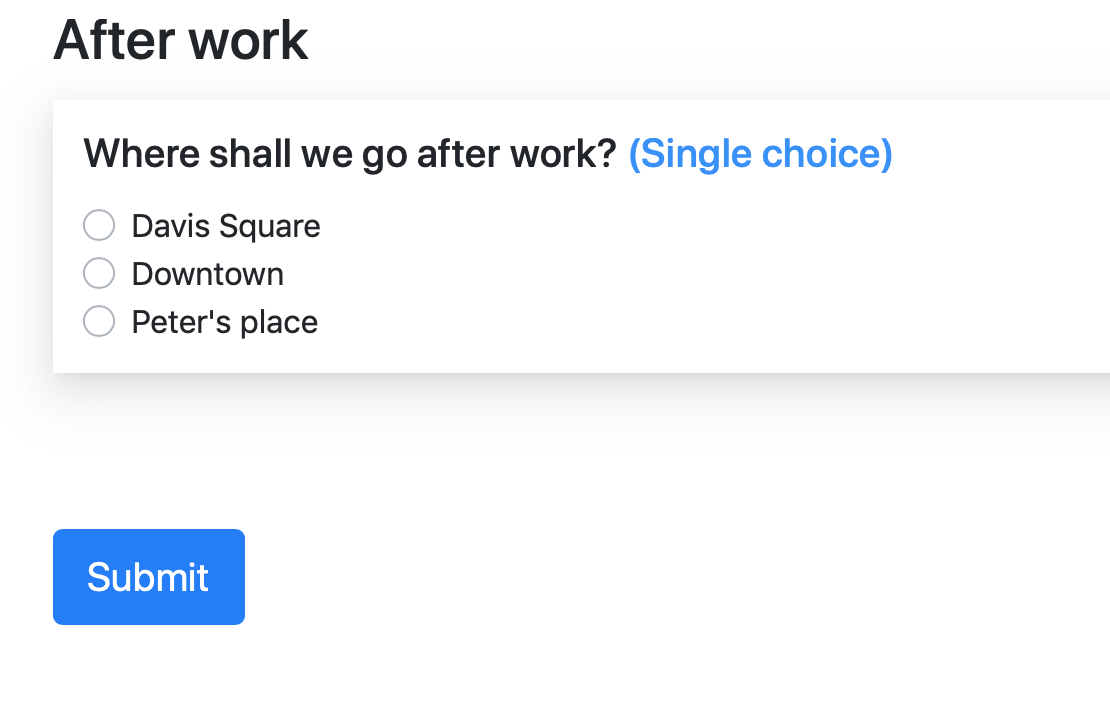 After work
Where shall we go after work? (Single choice)
Davis Square
Downtown
Peter's place
Submit